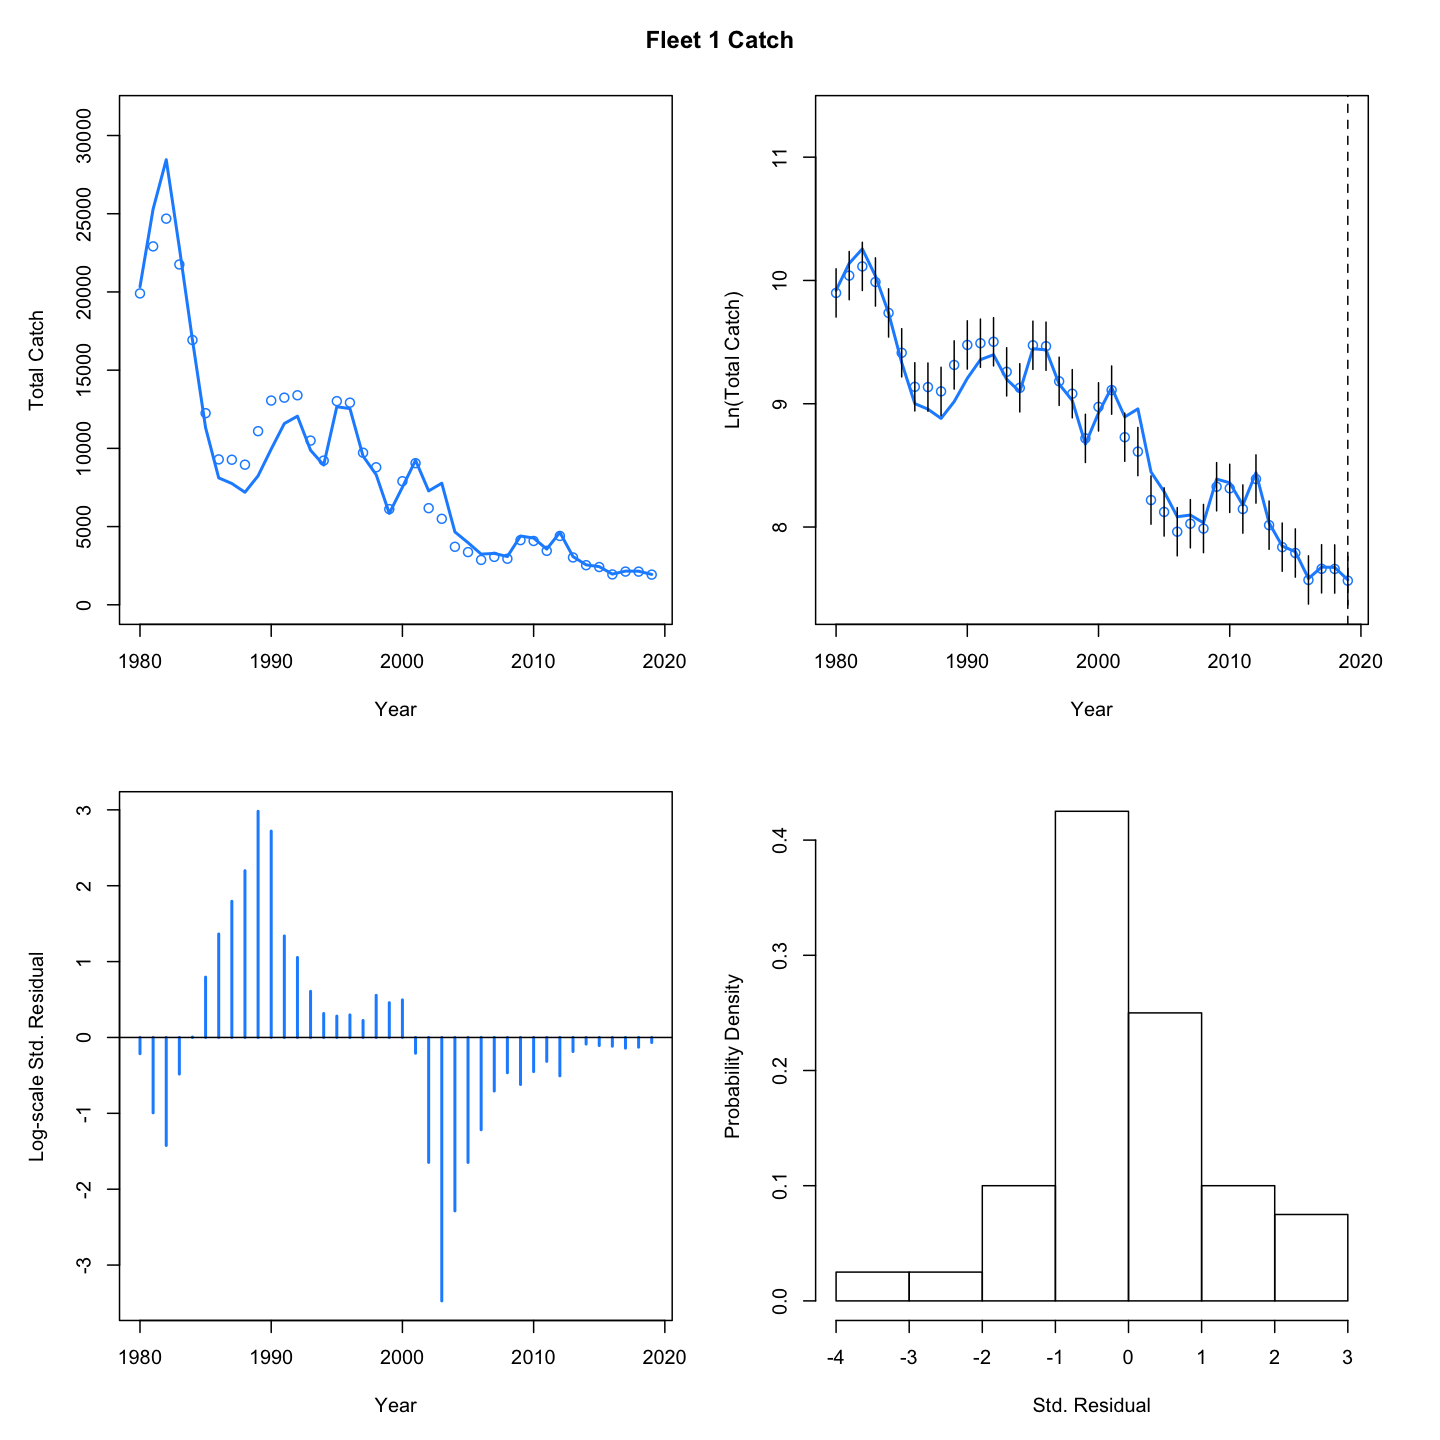 Fleet 1 Catch
Total Catch
30000
25000
20000
15000
10000
5000
0
1980 1990 2000 2010 2020
Year
Ln(Total Catch)
11
10
9
8
1980 1990 2000 2010 2020
Year
Log-scale Std. Residual
3
2
1
0
-1
-2
-3
1980 1990 2000 2010 2020
Year
Probability Density
0.4
0.3
0.2
0.1
0.0
-4 -3 -2 -1 0 1 2 3
Std. Residual